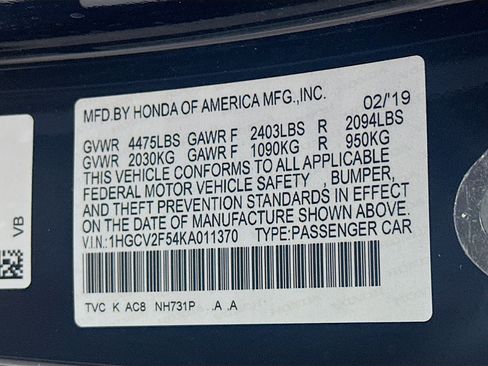 MFD.BY HONDA OF AMERICA MFG.,INC.
02/'19
GVWR 4475LBS GAWR F 2403LBS R 2094LBS
GVWR 2030KG GAWR F 1090KG R 950KG
THIS VEHICLE CONFORMS TO ALL APPLICABLE
FEDERAL MOTOR VEHICLE SAFETY , BUMPER,
AND THEFT PREVENTION STANDARDS IN EFFECT
ON THE DATE OF MANUFACTURE SHOWN ABOVE.
V.I.N.:1HGCV2F54KA011370 TYPE:PASSENGER CAR
TVC K AC8 NH731P .A .A
VB